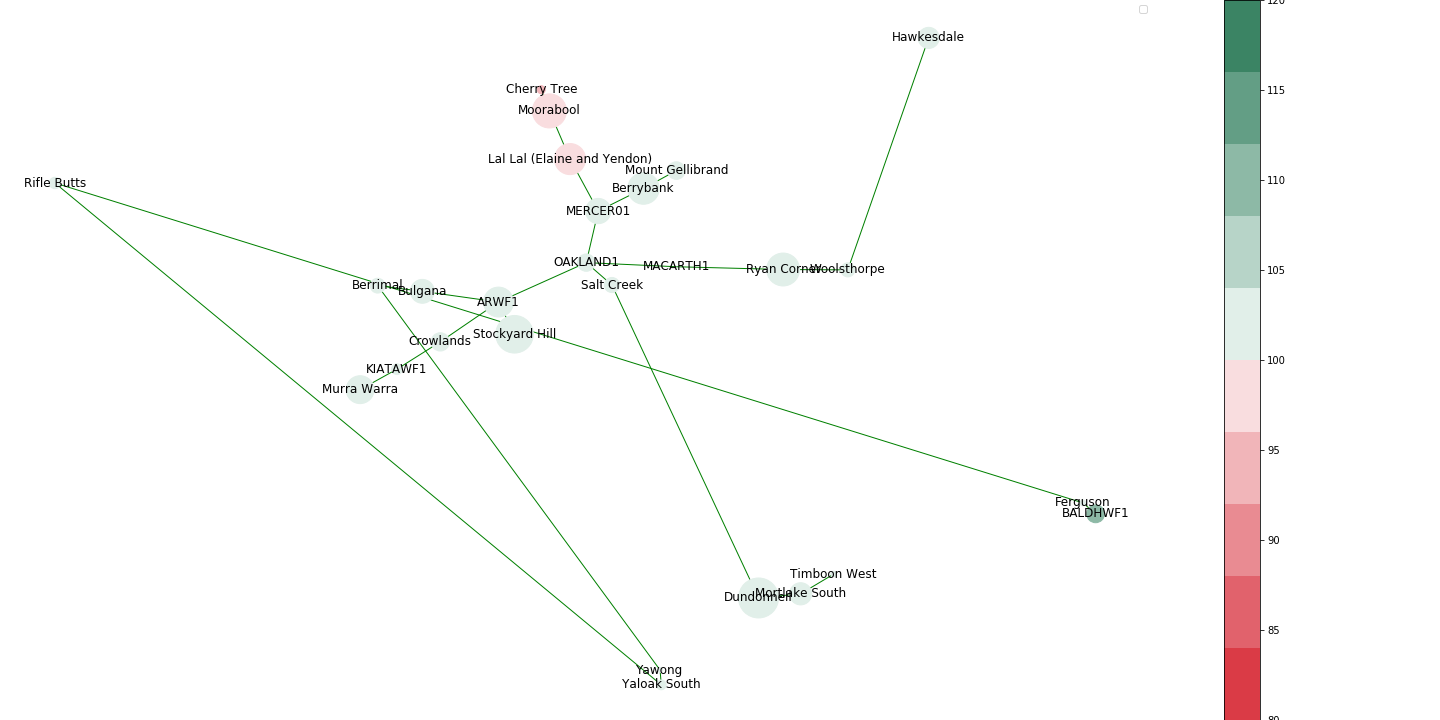 Hawkesdale
Cherry Tree
Moorabool
Lal Lal (Elaine and Yendon)
Mount Gellibrand
Rifle Butts
Berrybank
MERCER01
OAKLAND1
MACARTH1
Ryan Corner
Woolsthorpe
Berrimal
Bulgana
Salt Creek
ARWF1
Stockyard Hill
Crowlands
KIATAWF1
Murra Warra
Ferguson
BALDHWF1
Timboon West
Mortlake South
Dundonnell
Yawong
Yaloak South
120
115
110
105
100
95
90
85
80